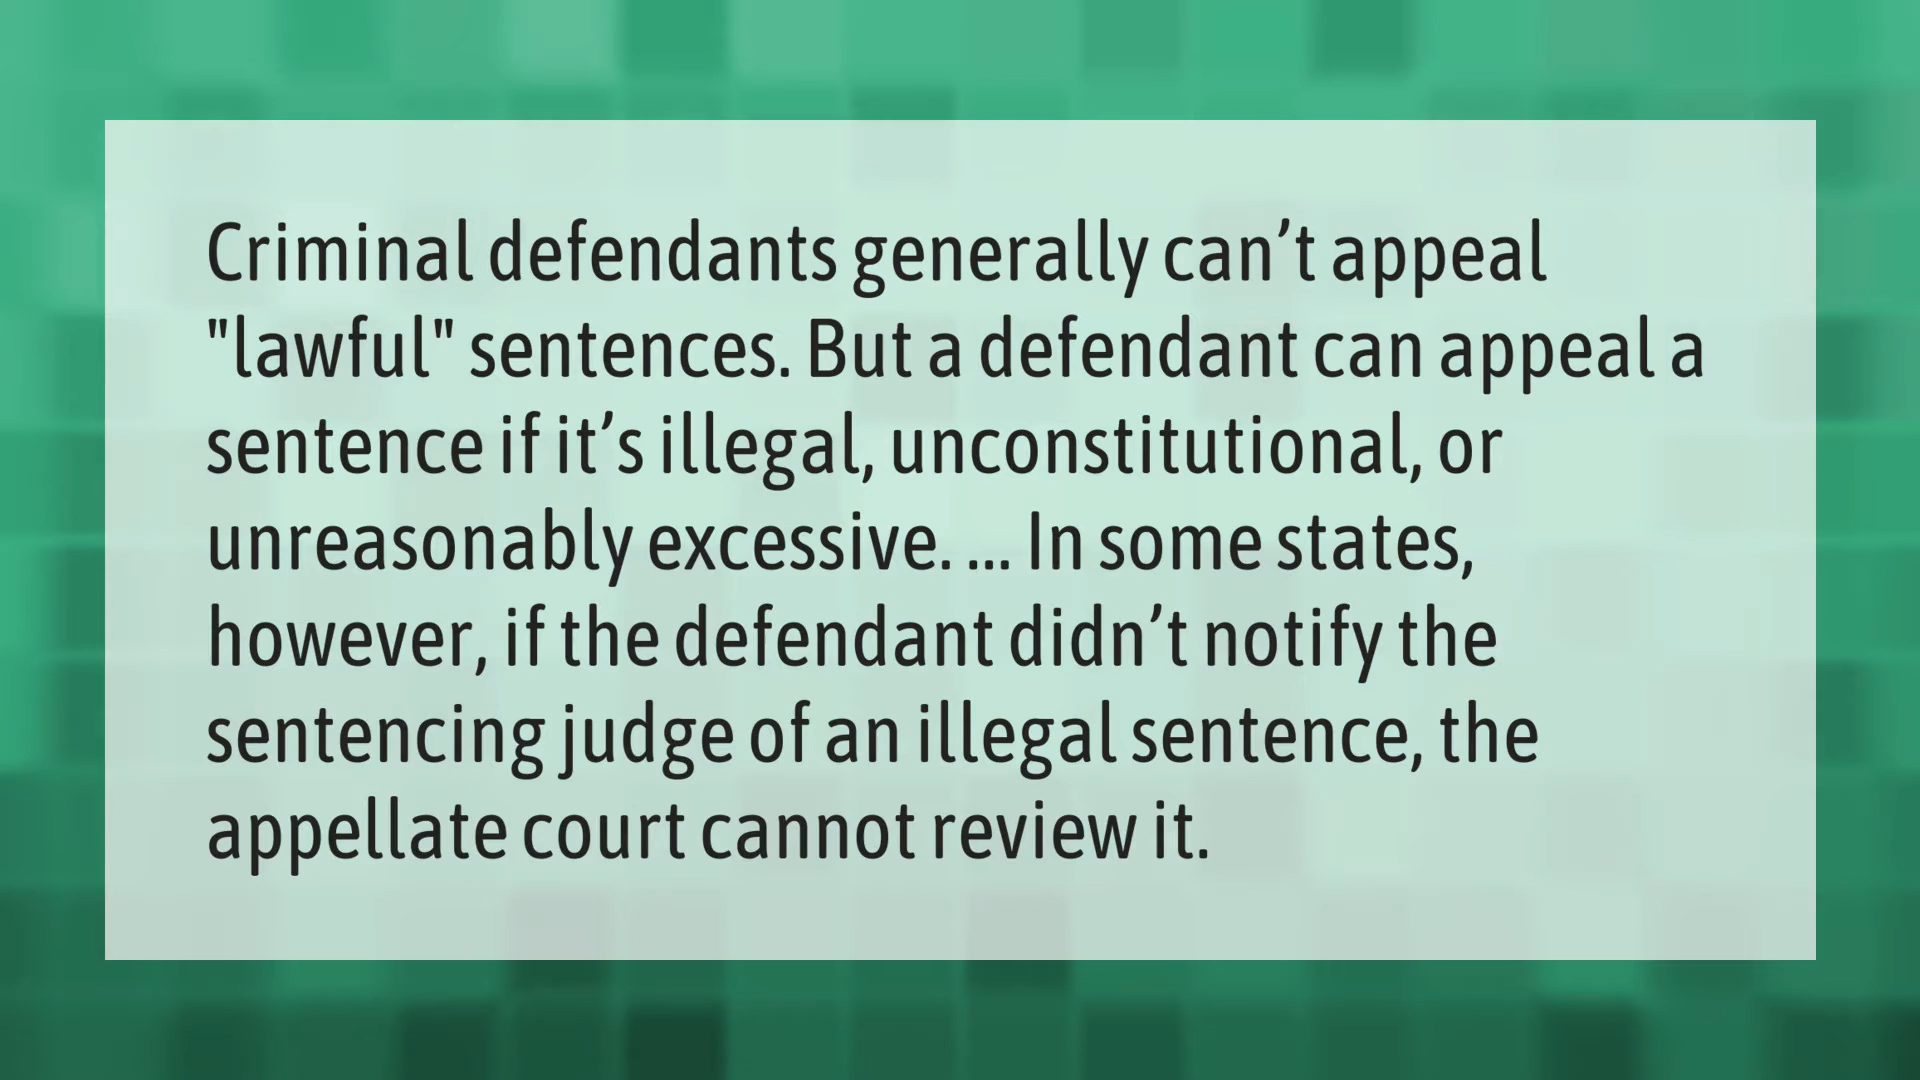 Criminal defendants generally can’t appeal
"lawful" sentences. But a defendant can appeal a
sentence if it’s illegal, unconstitutional, or
unreasonably excessive. ... In some states,
however, if the defendant didn’t notify the
sentencing judge of an illegal sentence, the
appellate court cannot review it.